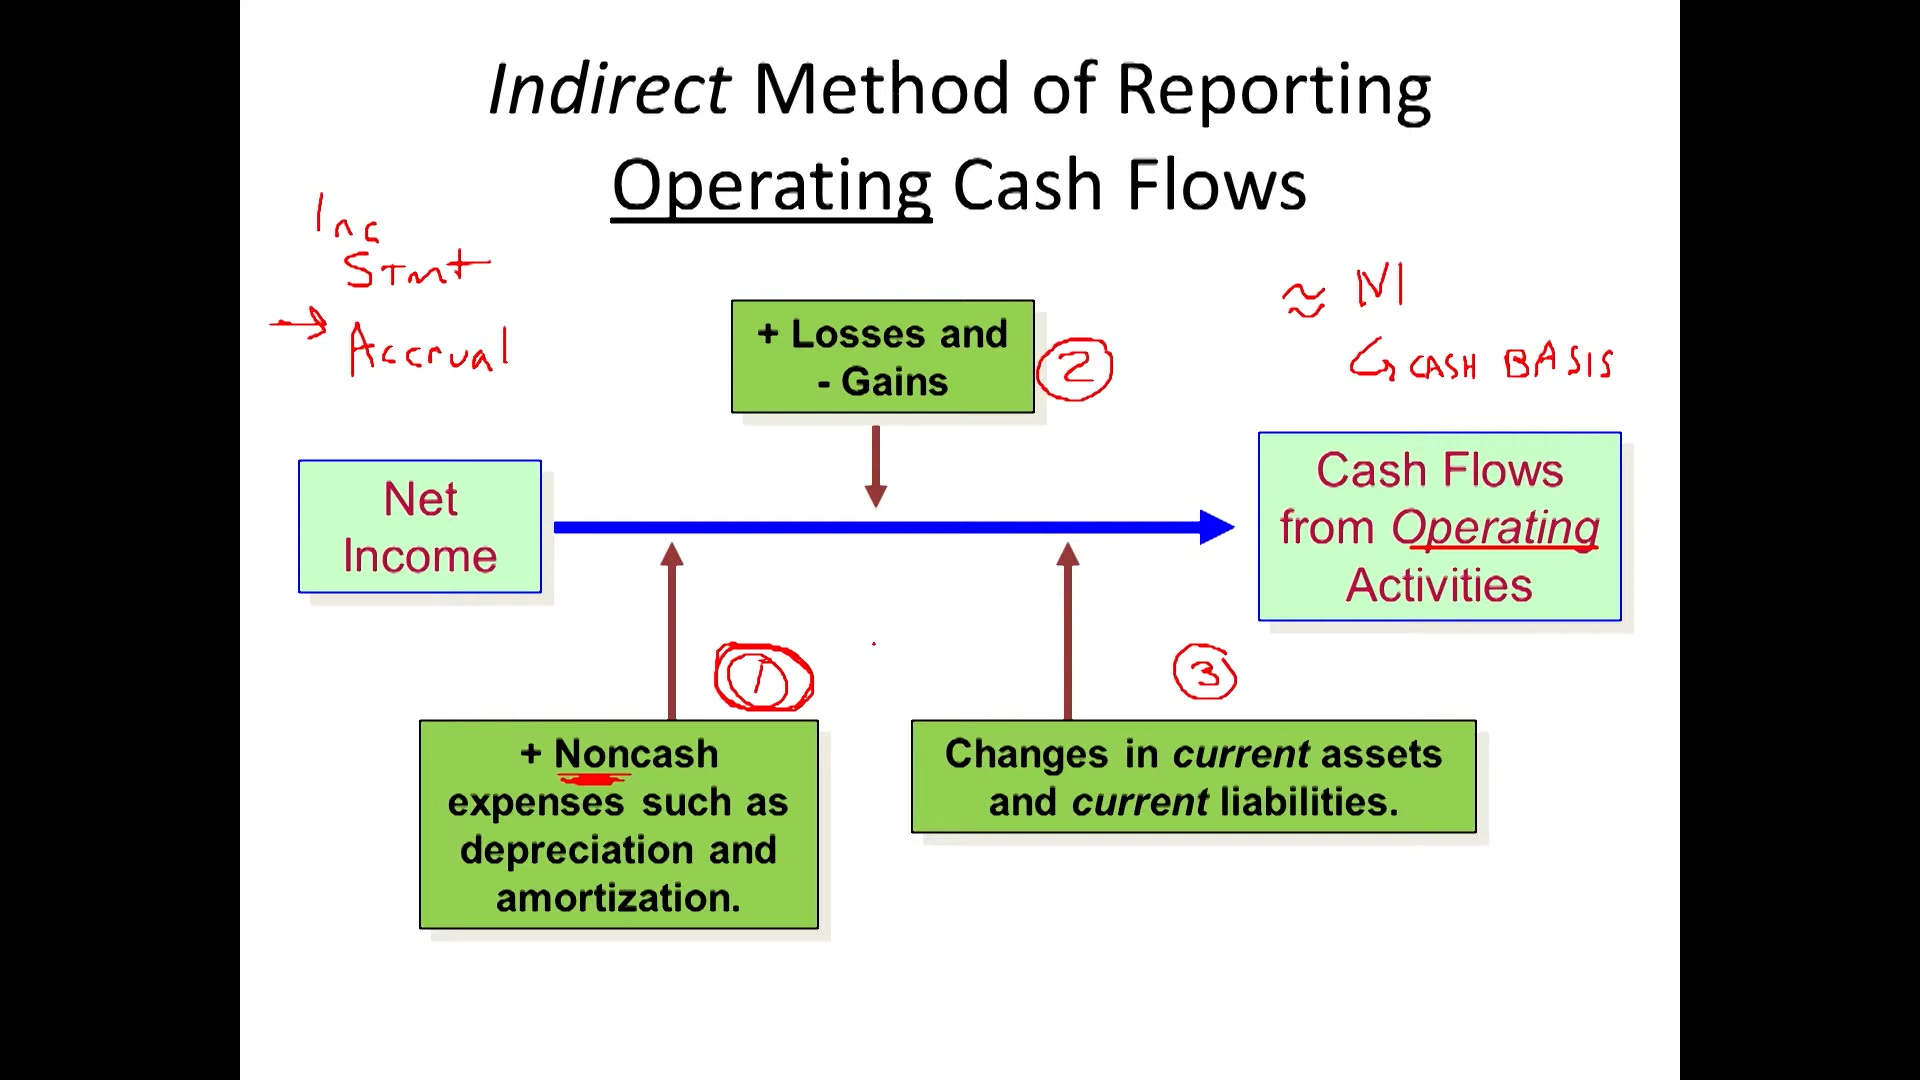 Indirect Method of Reporting
Operating Cash Flows
Inc
Stmt
→ Accrual
≈ NI
↳ CASH BASIS
+ Losses and
- Gains
2
Net
Income
Cash Flows
from Operating
Activities
1
3
+ Noncash
expenses such as
depreciation and
amortization.
Changes in current assets
and current liabilities.